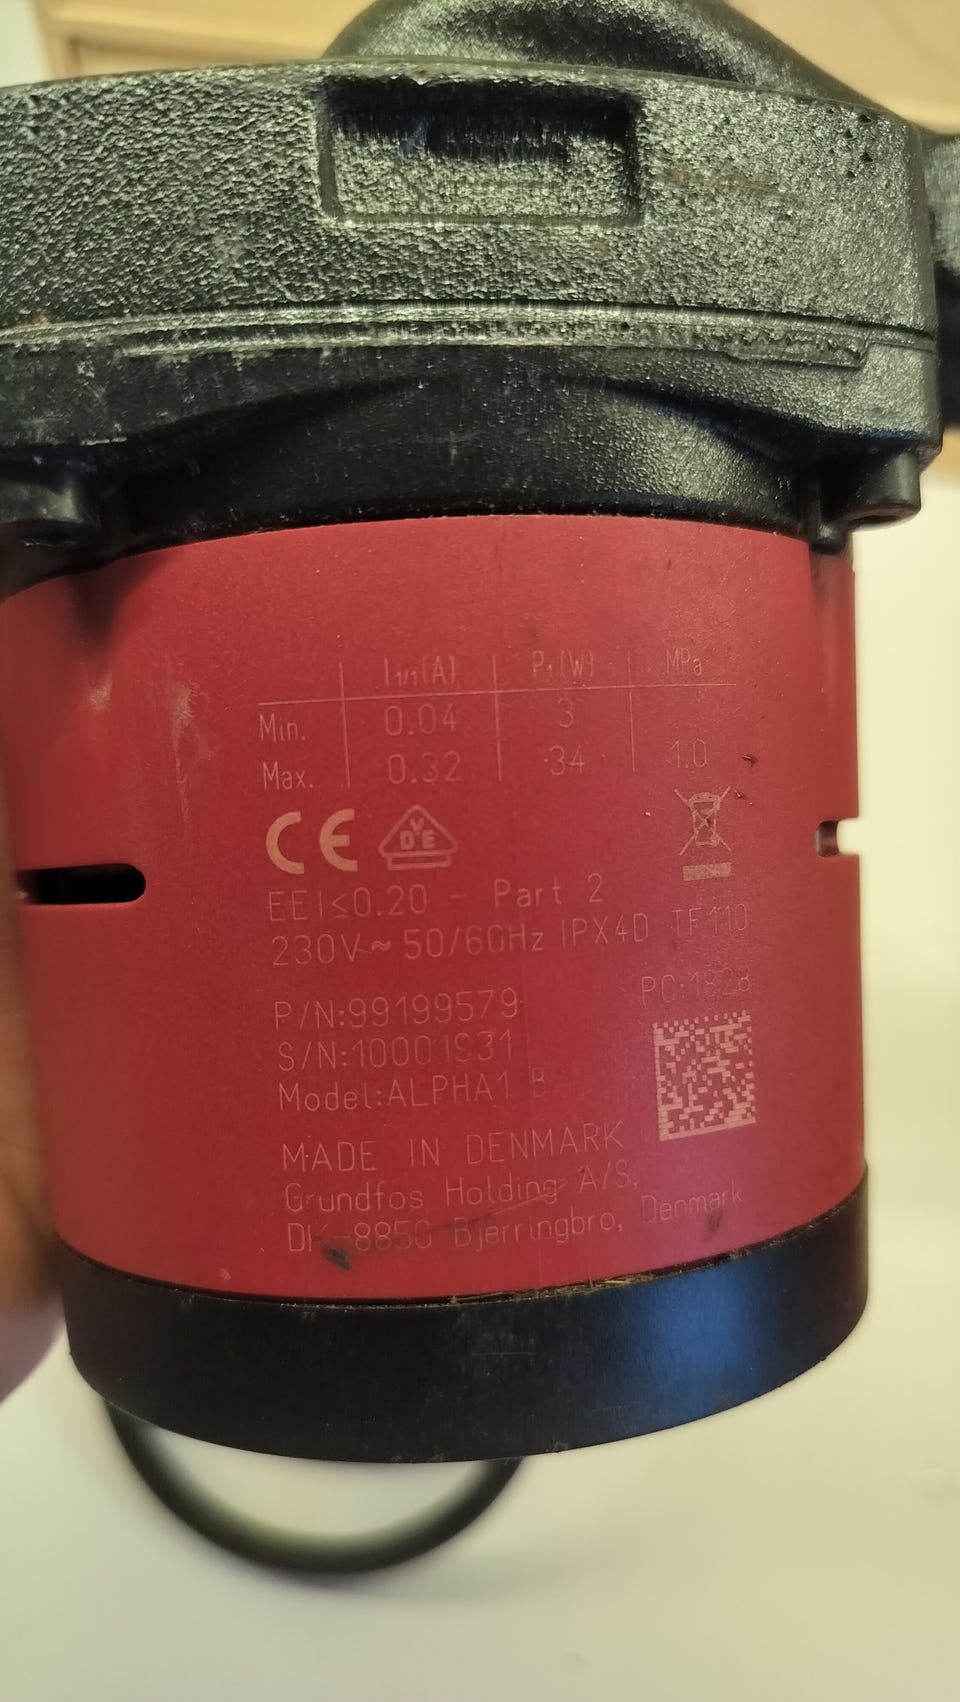 I1/1(A) P1(W) MPa
Min. 0.04 3
Max. 0.32 34 1.0
CE VDE
EEI≤0.20 - Part 2
230V~ 50/60Hz IPX4D TF110
PC:1828
P/N:99199579
S/N:10001931
Model:ALPHA1 B
MADE IN DENMARK
Grundfos Holding A/S,
DK-8850 Bjerringbro, Denmark